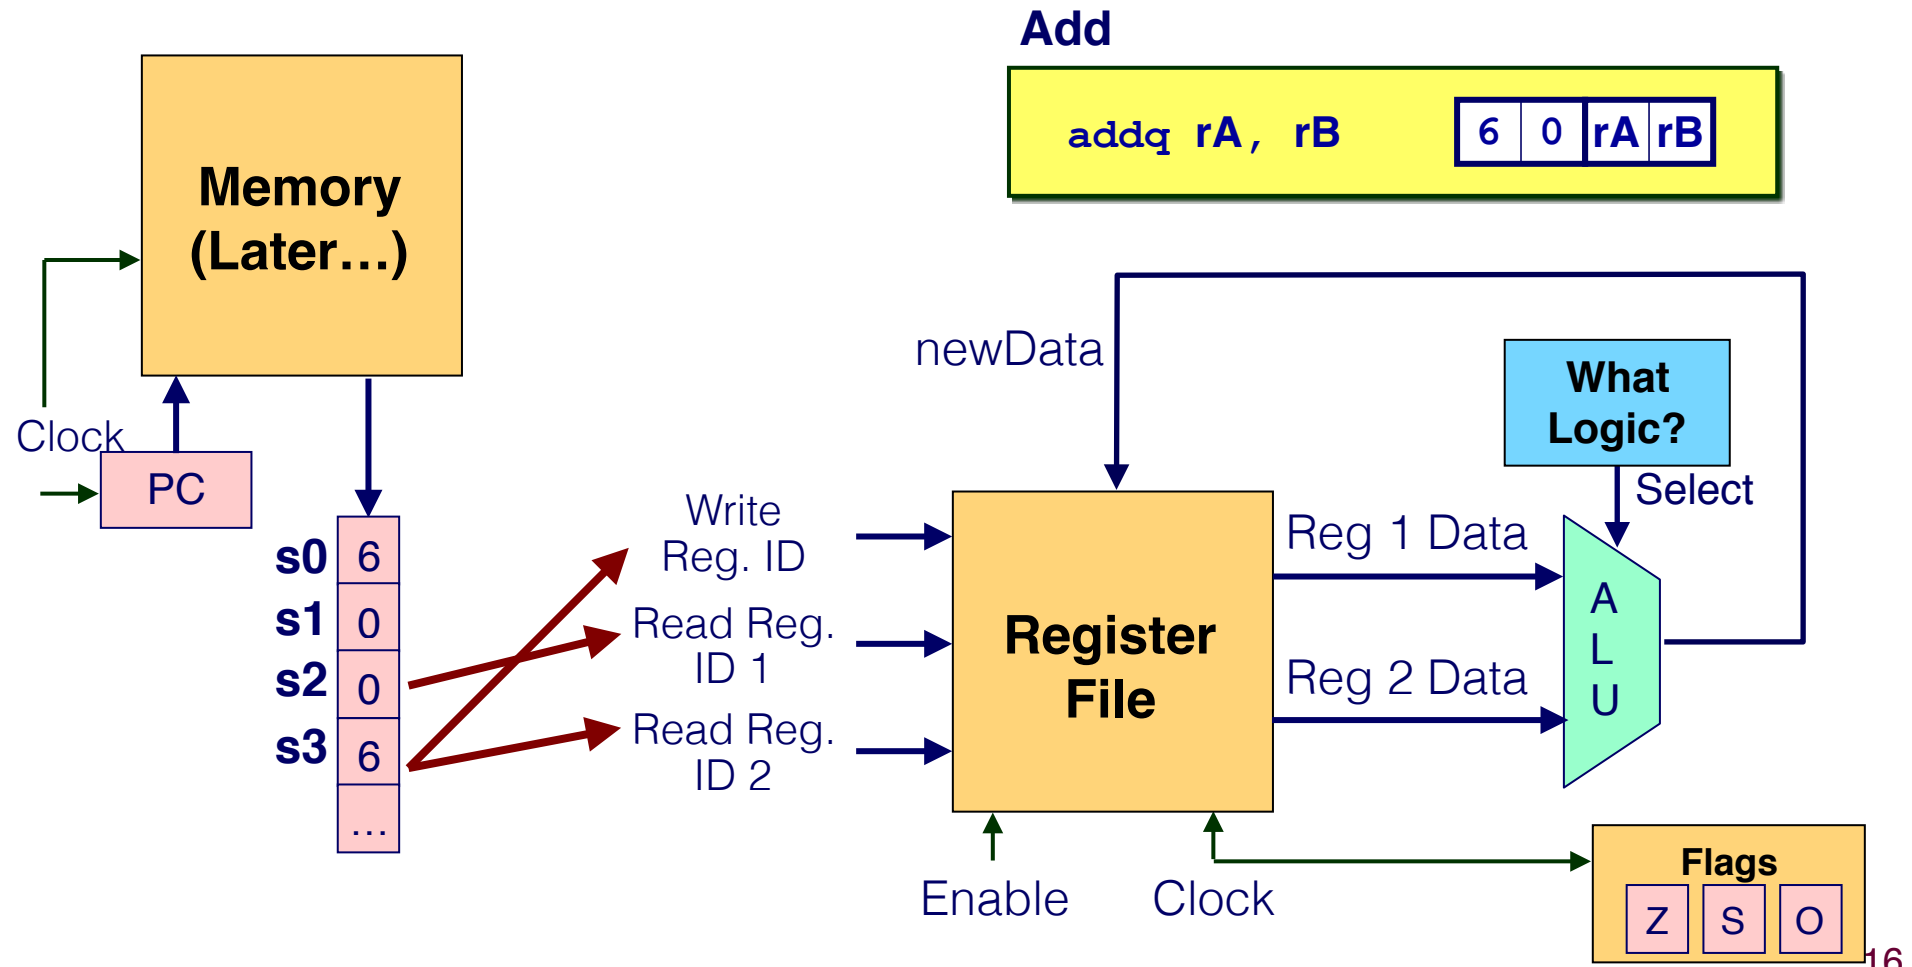 Add
addq rA, rB
6 0 rA rB
Memory
(Later...)
newData
What
Logic?
Clock
PC
Select
Write
Reg. ID
Reg 1 Data
s0 6
s1 0
s2 0
s3 6
...
Read Reg.
ID 1
Read Reg.
ID 2
Register
File
A
L
U
Reg 2 Data
Enable
Clock
Flags
Z S O
16